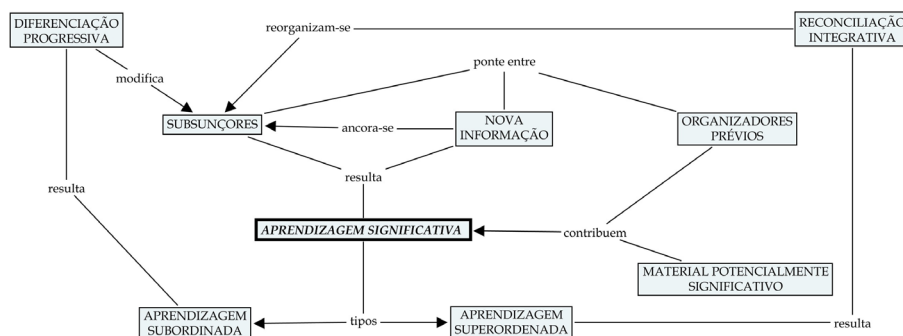 DIFERENCIAÇÃO
PROGRESSIVA
reorganizam-se
RECONCILIAÇÃO
INTEGRATIVA
ponte entre
modifica
SUBSUNÇORES
ancora-se
NOVA
INFORMAÇÃO
ORGANIZADORES
PRÉVIOS
resulta
resulta
APRENDIZAGEM SIGNIFICATIVA
contribuem
MATERIAL POTENCIALMENTE
SIGNIFICATIVO
APRENDIZAGEM
SUBORDINADA
tipos
APRENDIZAGEM
SUPERORDENADA
resulta